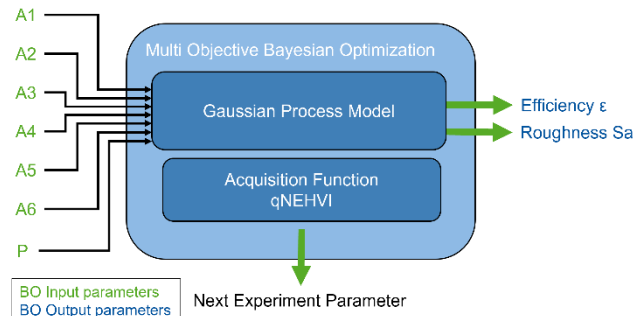 A1
A2
A3
A4
A5
A6
P
Multi Objective Bayesian Optimization
Gaussian Process Model
Acquisition Function
qNEHVI
Efficiency ε
Roughness Sa
Next Experiment Parameter
BO Input parameters
BO Output parameters